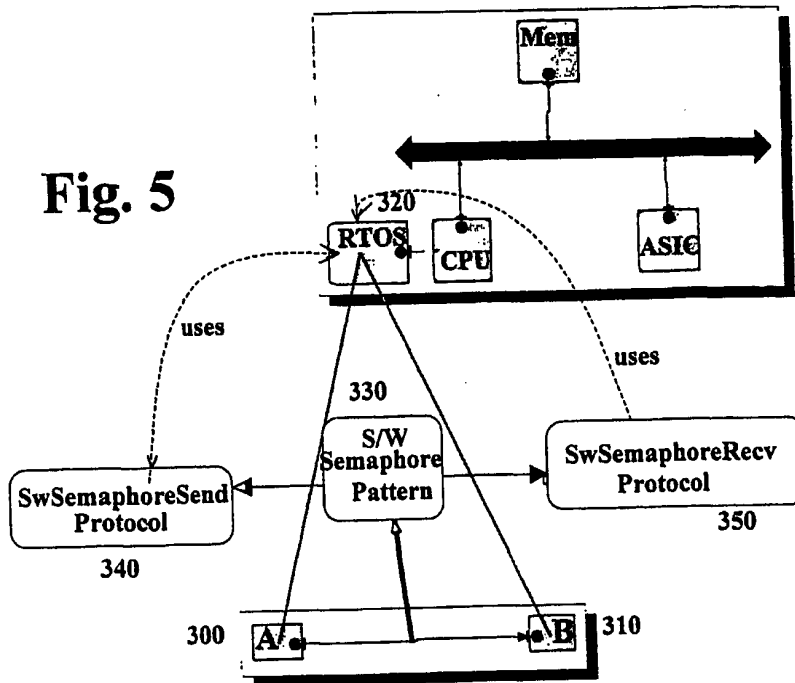 Mem
Fig. 5
320
RTOS
CPU
ASIC
uses
uses
330
S/W
Semaphore
Pattern
SwSemaphoreSend
Protocol
SwSemaphoreRecv
Protocol
340
350
300
A
B
310